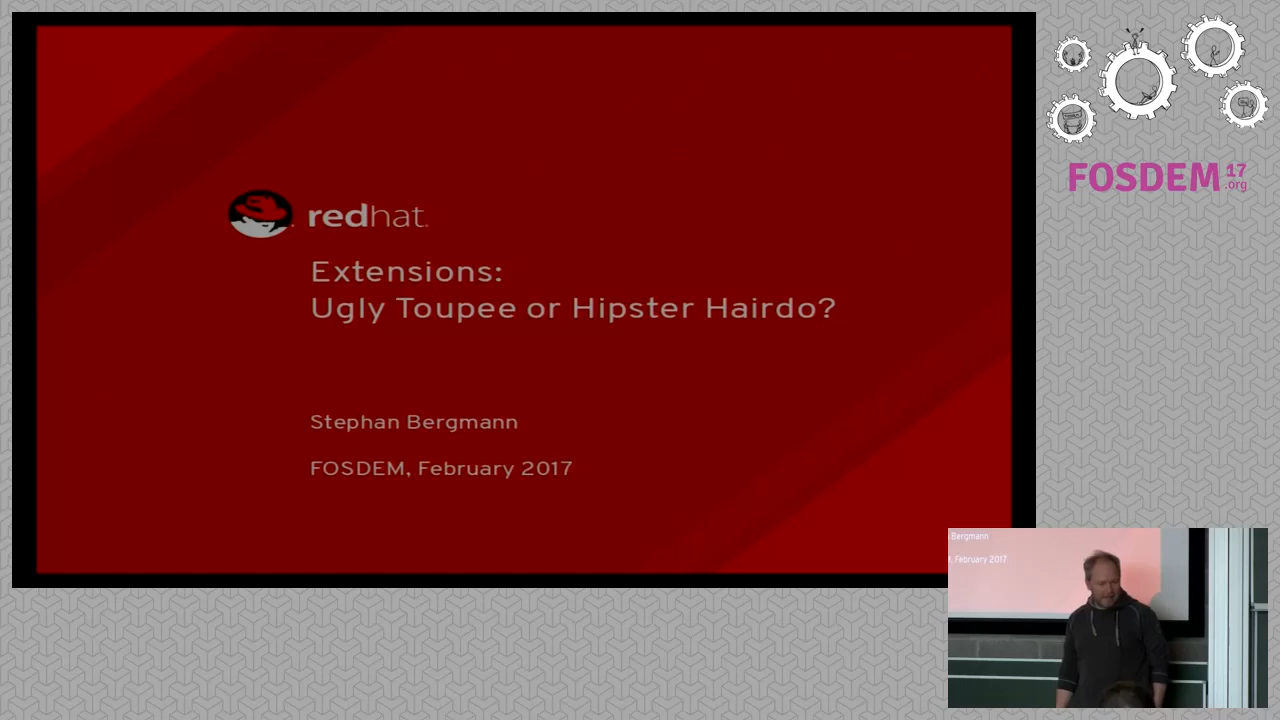 redhat.
Extensions:
Ugly Toupee or Hipster Hairdo?
Stephan Bergmann
FOSDEM, February 2017
FOSDEM 17
.org
Bergmann
, February 2017